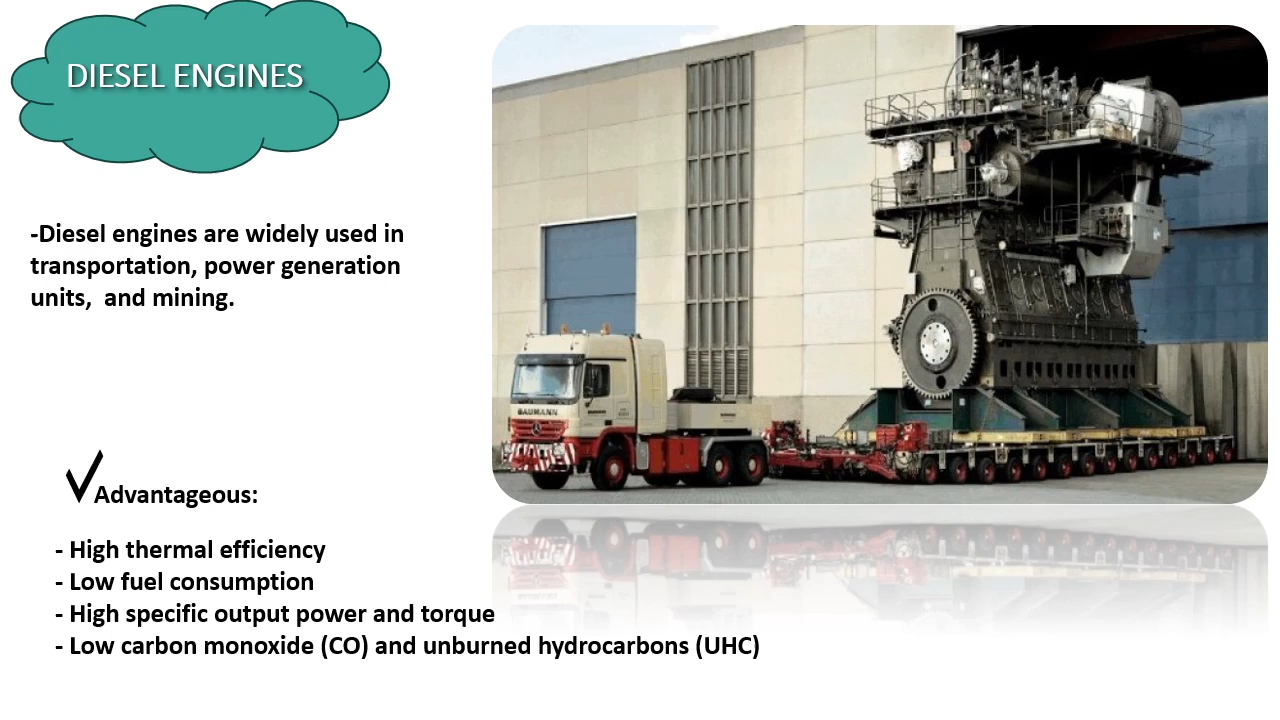 DIESEL ENGINES
-Diesel engines are widely used in
transportation, power generation
units,  and mining.
BAUMANN
Advantageous:
- High thermal efficiency
- Low fuel consumption
- High specific output power and torque
- Low carbon monoxide (CO) and unburned hydrocarbons (UHC)